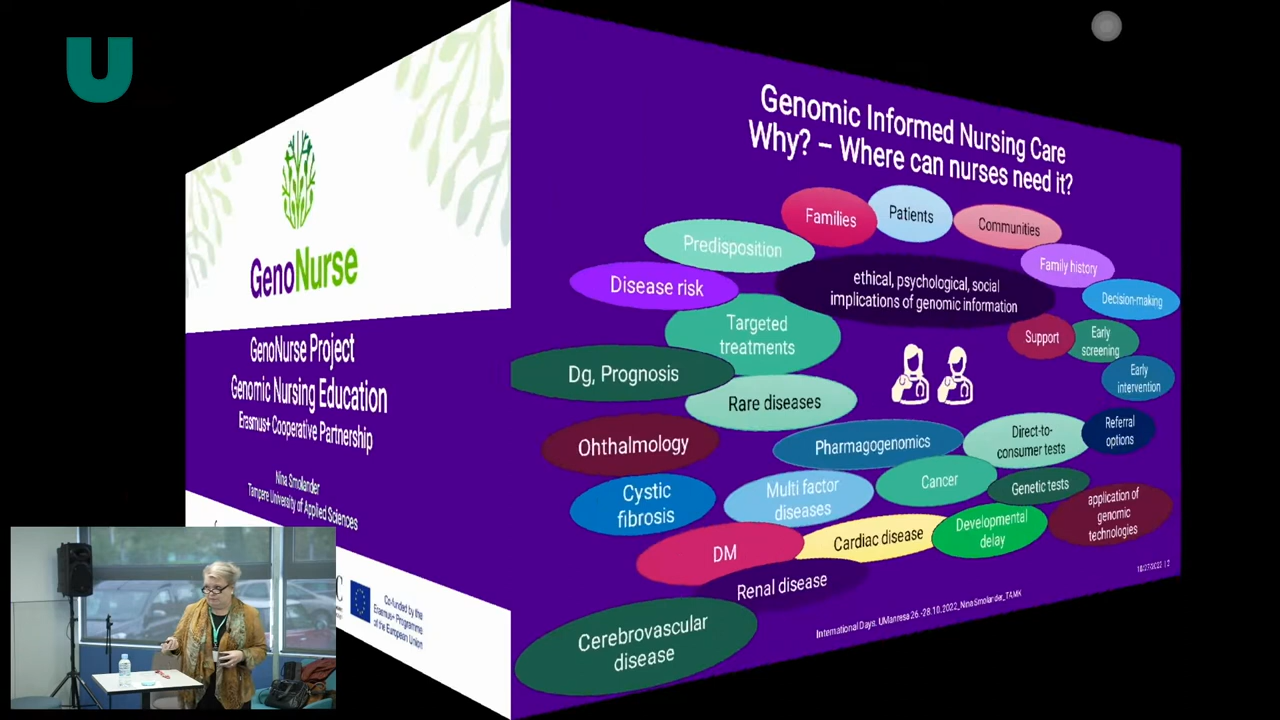 U
GenoNurse
GenoNurse Project
Genomic Nursing Education
Erasmus+ Cooperative Partnership
Nina Smolander
Tampere University of Applied Sciences
Co-funded by the
Erasmus+ Programme
of the European Union
Genomic Informed Nursing Care
Why? – Where can nurses need it?
Families
Patients
Communities
Predisposition
Family history
Disease risk
ethical, psychological, social
implications of genomic information
Decision-making
Targeted
treatments
Support
Early
screening
Dg, Prognosis
Early
intervention
Rare diseases
Ohthalmology
Pharmagogenomics
Direct-to-
consumer tests
Referral
options
Cystic
fibrosis
Multi factor
diseases
Cancer
Genetic tests
application of
genomic
technologies
DM
Cardiac disease
Developmental
delay
Renal disease
Cerebrovascular
disease
International Days. UManresa 26.-28.10.2022_Nina Smolander_TAMK